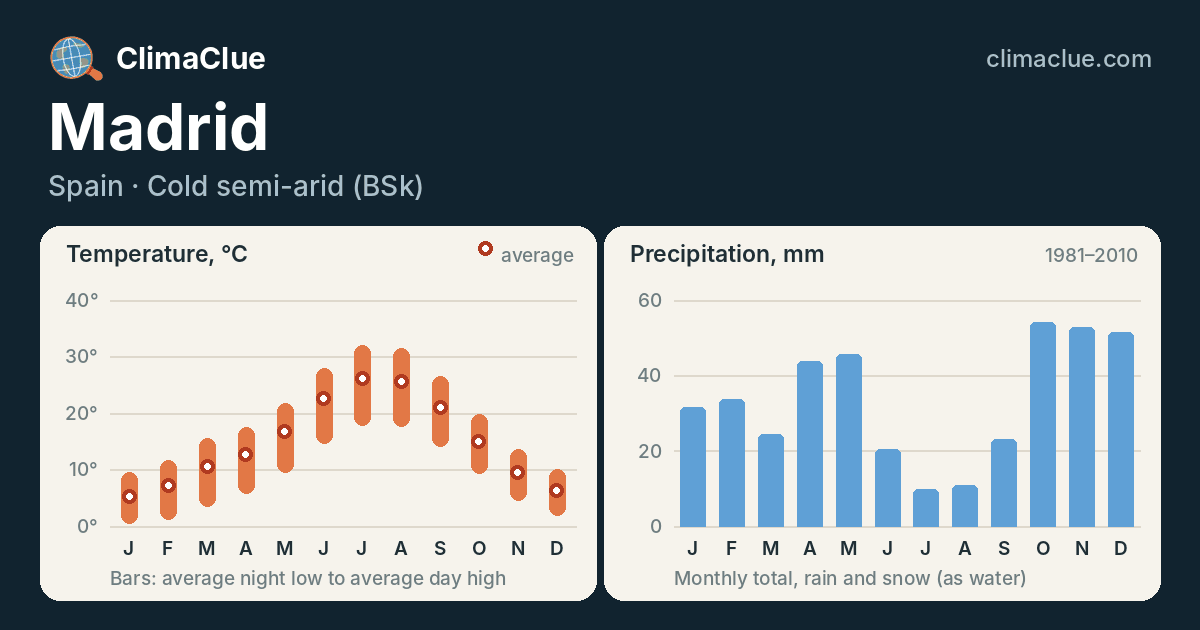 ClimaClue
climaclue.com
Madrid
Spain · Cold semi-arid (BSk)
Temperature, °C
average
40°
30°
20°
10°
0°
J F M A M J J A S O N D
Bars: average night low to average day high
Precipitation, mm
1981–2010
60
40
20
0
J F M A M J J A S O N D
Monthly total, rain and snow (as water)